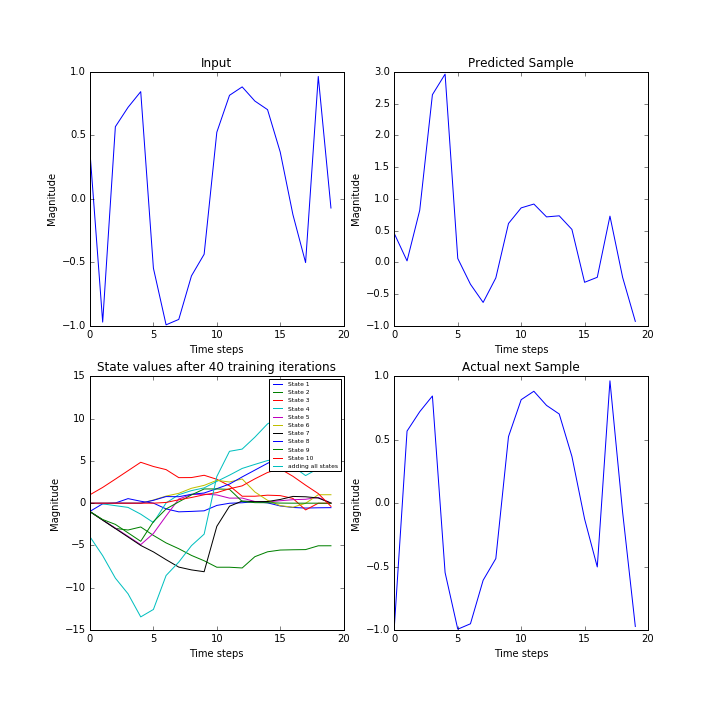 Input
Magnitude
1.0
0.5
0.0
−0.5
−1.0
0 5 10 15 20
Time steps
Predicted Sample
Magnitude
3.0
2.5
2.0
1.5
1.0
0.5
0.0
−0.5
−1.0
0 5 10 15 20
Time steps
State values after 40 training iterations
Magnitude
15
10
5
0
−5
−10
−15
0 5 10 15 20
Time steps
State 1
State 2
State 3
State 4
State 5
State 6
State 7
State 8
State 9
State 10
adding all states
Actual next Sample
Magnitude
1.0
0.5
0.0
−0.5
−1.0
0 5 10 15 20
Time steps